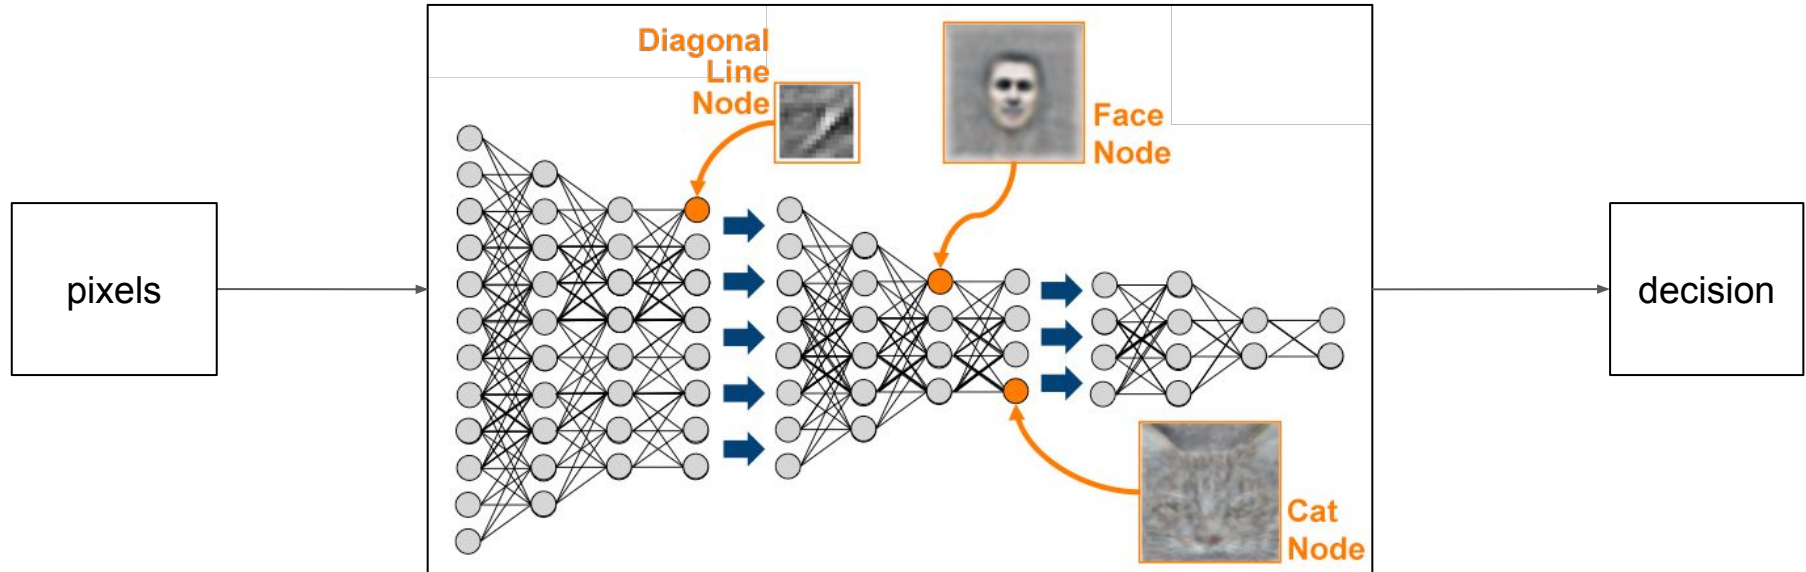 pixels
Diagonal
Line
Node
Face
Node
Cat
Node
decision